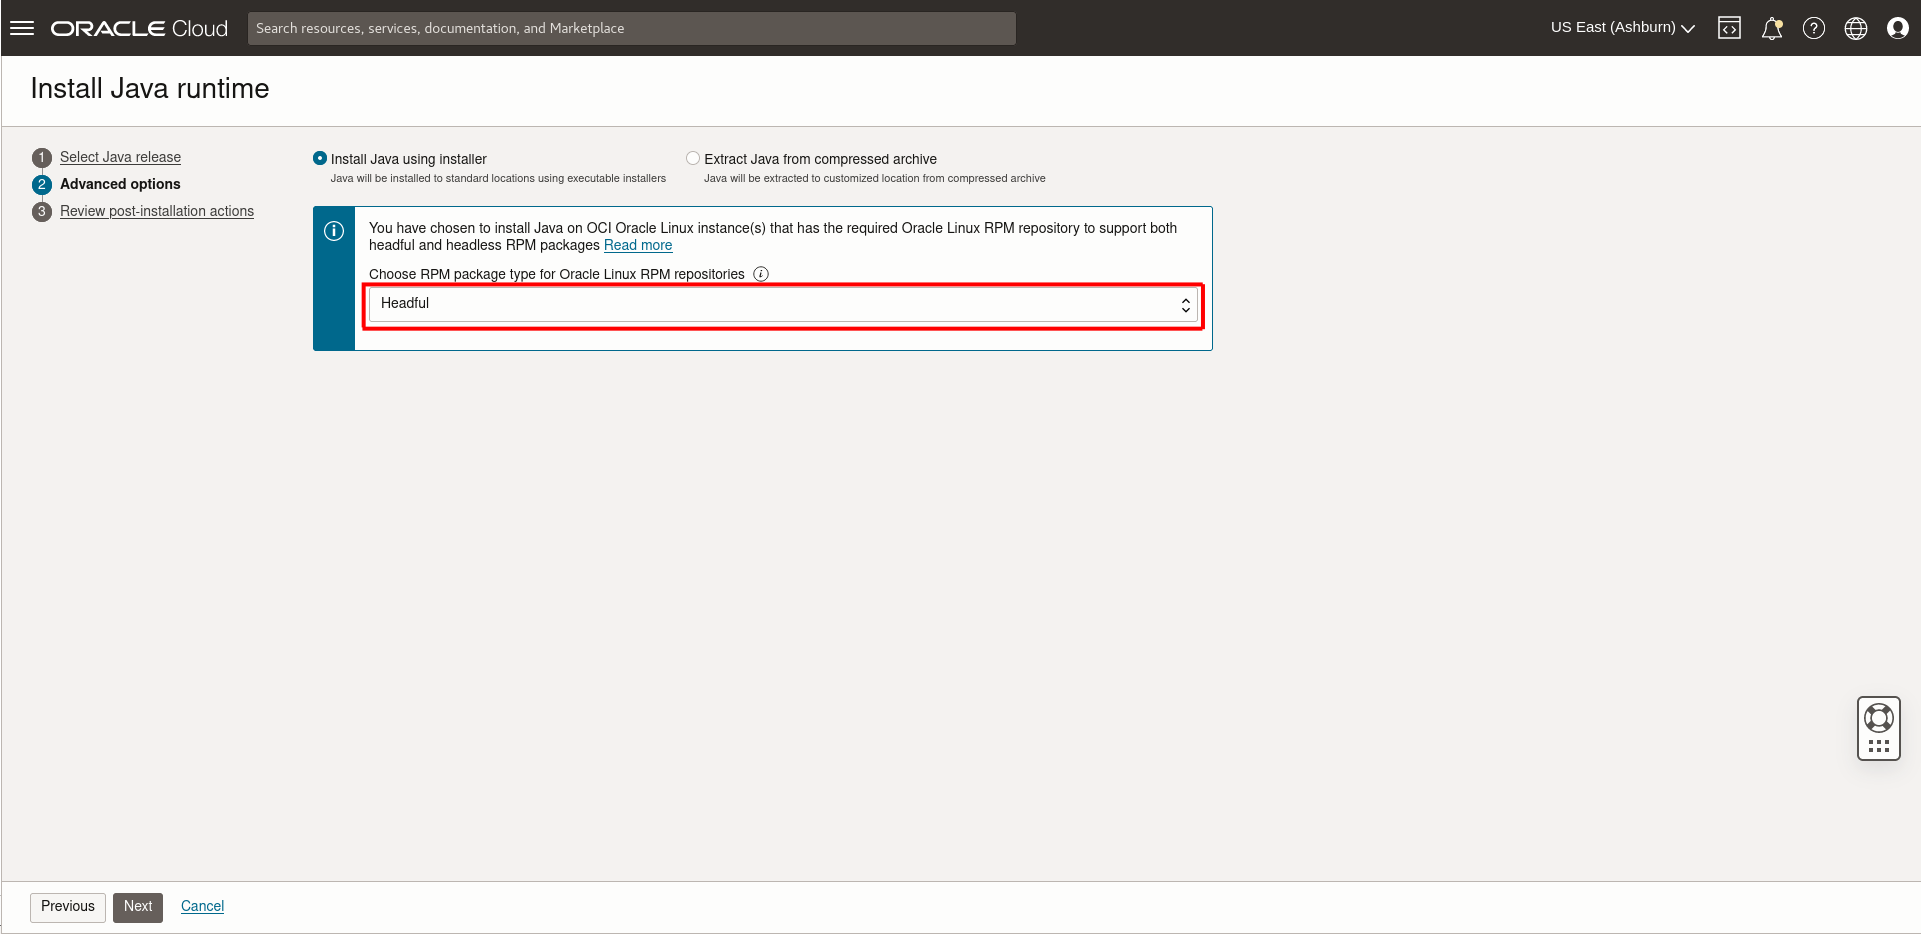 ORACLE Cloud
Search resources, services, documentation, and Marketplace
US East (Ashburn)
Install Java runtime
1 Select Java release
2 Advanced options
3 Review post-installation actions
Install Java using installer
Java will be installed to standard locations using executable installers
Extract Java from compressed archive
Java will be extracted to customized location from compressed archive
You have chosen to install Java on OCI Oracle Linux instance(s) that has the required Oracle Linux RPM repository to support both
headful and headless RPM packages Read more
Choose RPM package type for Oracle Linux RPM repositories
Headful
Previous
Next
Cancel